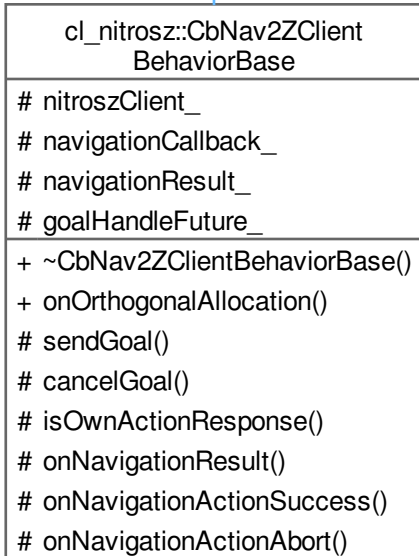 cl_nitrosz::CbNav2ZClient
BehaviorBase
# nitroszClient_
# navigationCallback_
# navigationResult_
# goalHandleFuture_
+ ~CbNav2ZClientBehaviorBase()
+ onOrthogonalAllocation()
# sendGoal()
# cancelGoal()
# isOwnActionResponse()
# onNavigationResult()
# onNavigationActionSuccess()
# onNavigationActionAbort()